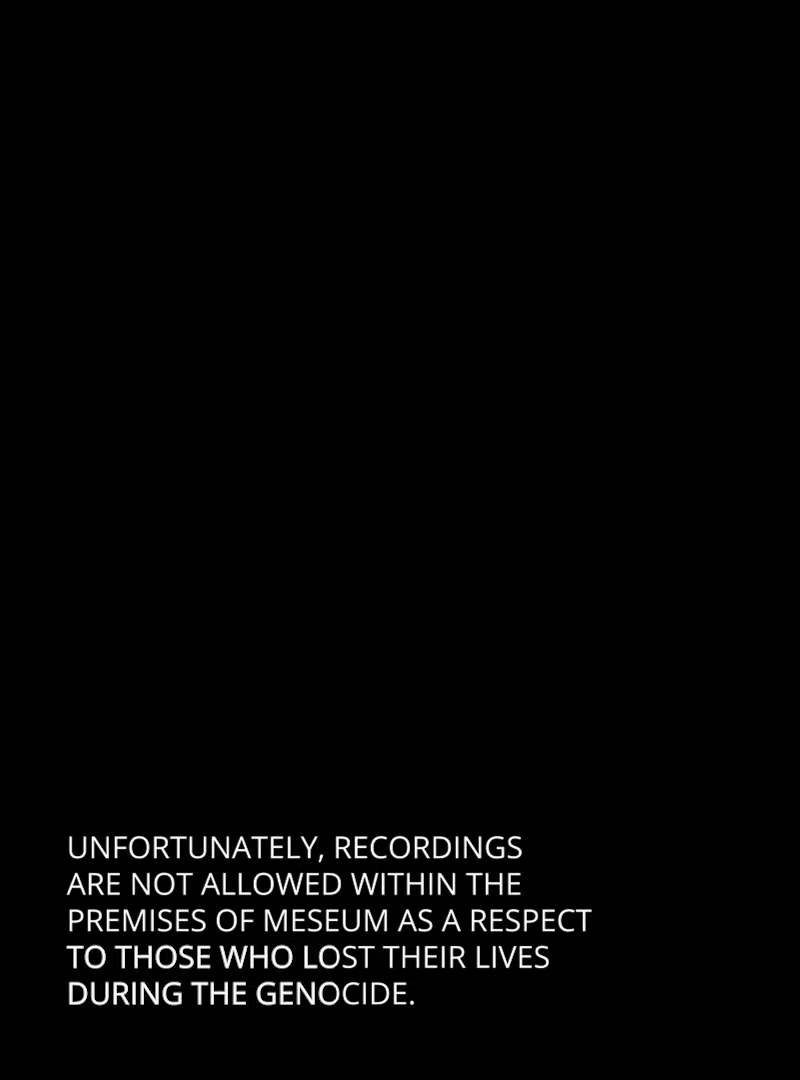 UNFORTUNATELY, RECORDINGS
ARE NOT ALLOWED WITHIN THE
PREMISES OF MESEUM AS A RESPECT
TO THOSE WHO LOST THEIR LIVES
DURING THE GENOCIDE.